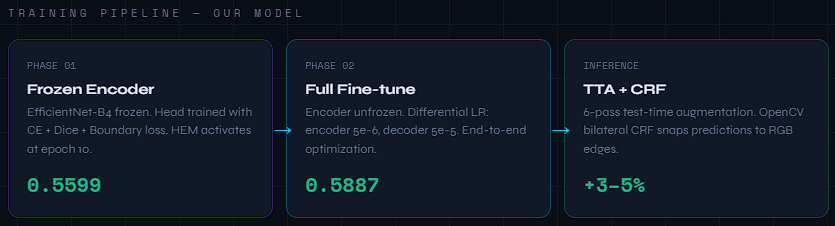 TRAINING PIPELINE — OUR MODEL
PHASE 01
Frozen Encoder
EfficientNet-B4 frozen. Head trained with
CE + Dice + Boundary loss. HEM activates
at epoch 10.
0.5599
→
PHASE 02
Full Fine-tune
Encoder unfrozen. Differential LR:
encoder 5e-6, decoder 5e-5. End-to-end
optimization.
0.5887
→
INFERENCE
TTA + CRF
6-pass test-time augmentation. OpenCV
bilateral CRF snaps predictions to RGB
edges.
+3–5%